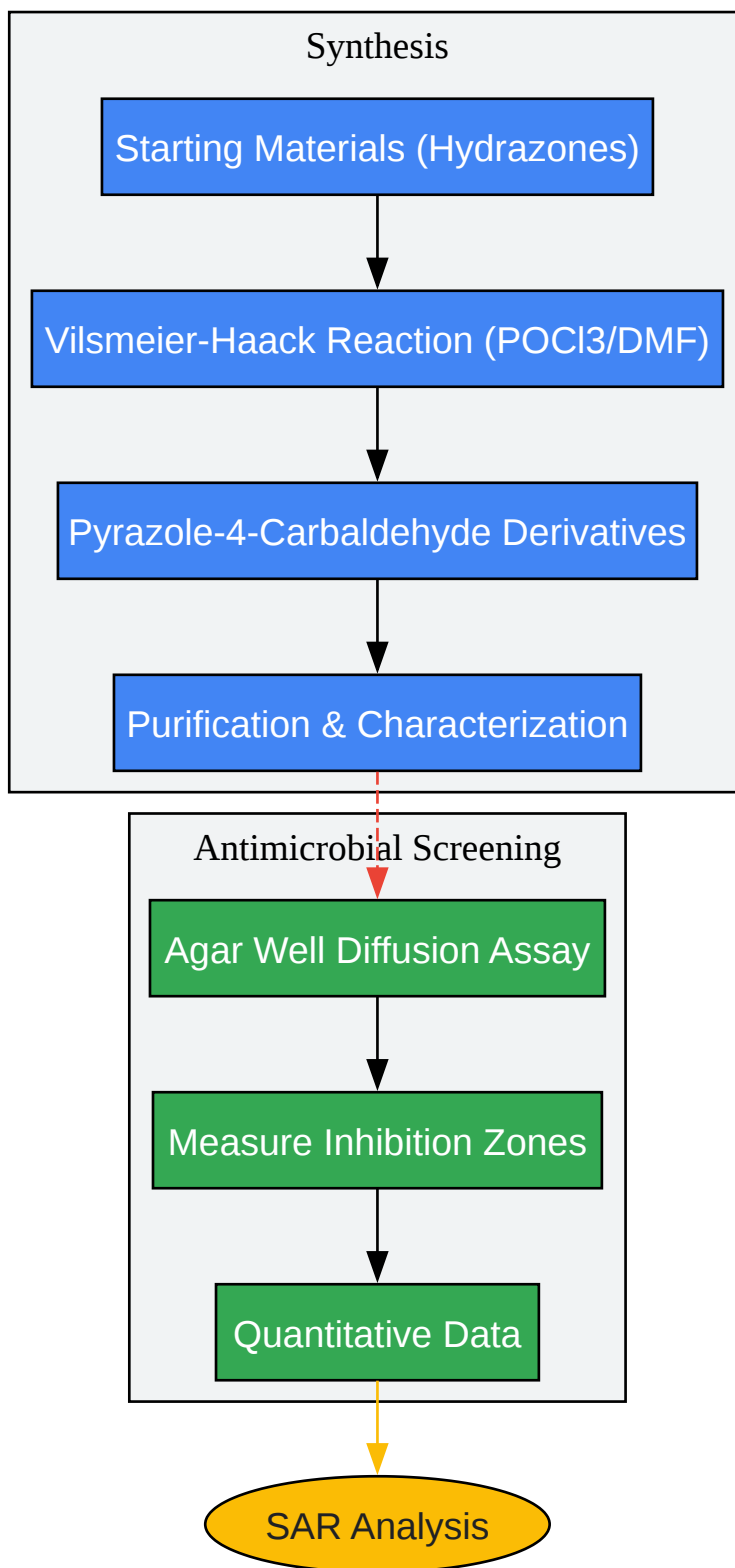 Synthesis
Starting Materials (Hydrazones)
Vilsmeier-Haack Reaction (POCl3/DMF)
Pyrazole-4-Carbaldehyde Derivatives
Purification & Characterization
Antimicrobial Screening
Agar Well Diffusion Assay
Measure Inhibition Zones
Quantitative Data
SAR Analysis